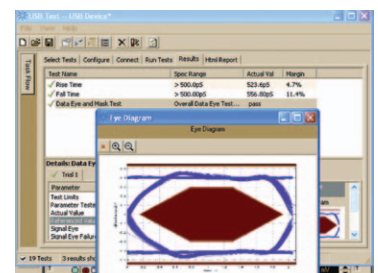 USB Test -- USB Device*
File View Help
Task Flow
Select Tests Configure Connect Run Tests Results Html Report
Test Name Spec Range Actual Val Margin
Rise Time > 500.0pS 523.6pS 4.7%
Fall Time > 500.0pS 556.80pS 11.4%
Data Eye and Mask Test Overall Data Eye Test... pass
Eye Diagram
Eye Diagram
Details: Data Ey
Trial 1
Parameter
Test Limits
Parameter Teste
Actual Value
Signal Eye
Signal Eye Failur
19 Tests 3 results sho